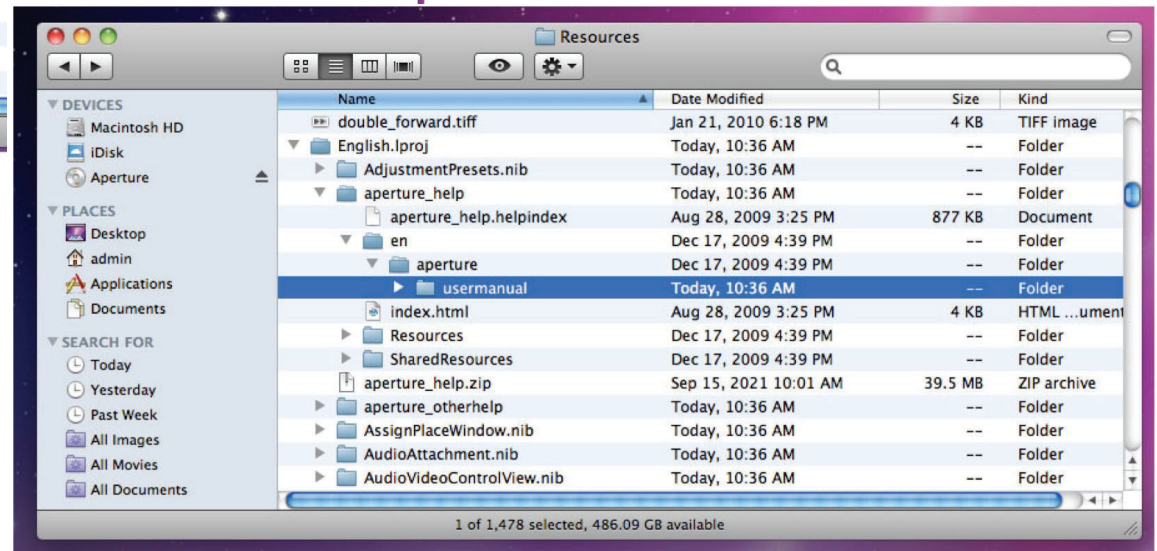 Resources
DEVICES
Macintosh HD
iDisk
Aperture
PLACES
Desktop
admin
Applications
Documents
SEARCH FOR
Today
Yesterday
Past Week
All Images
All Movies
All Documents
Name Date Modified Size Kind
double_forward.tiff Jan 21, 2010 6:18 PM 4 KB TIFF image
English.lproj Today, 10:36 AM -- Folder
AdjustmentPresets.nib Today, 10:36 AM -- Folder
aperture_help Today, 10:36 AM -- Folder
aperture_help.helpindex Aug 28, 2009 3:25 PM 877 KB Document
en Dec 17, 2009 4:39 PM -- Folder
aperture Dec 17, 2009 4:39 PM -- Folder
usermanual Today, 10:36 AM -- Folder
index.html Aug 28, 2009 3:25 PM 4 KB HTML ...ument
Resources Dec 17, 2009 4:39 PM -- Folder
SharedResources Dec 17, 2009 4:39 PM -- Folder
aperture_help.zip Sep 15, 2021 10:01 AM 39.5 MB ZIP archive
aperture_otherhelp Today, 10:36 AM -- Folder
AssignPlaceWindow.nib Today, 10:36 AM -- Folder
AudioAttachment.nib Today, 10:36 AM -- Folder
AudioVideoControlView.nib Today, 10:36 AM -- Folder
1 of 1,478 selected, 486.09 GB available